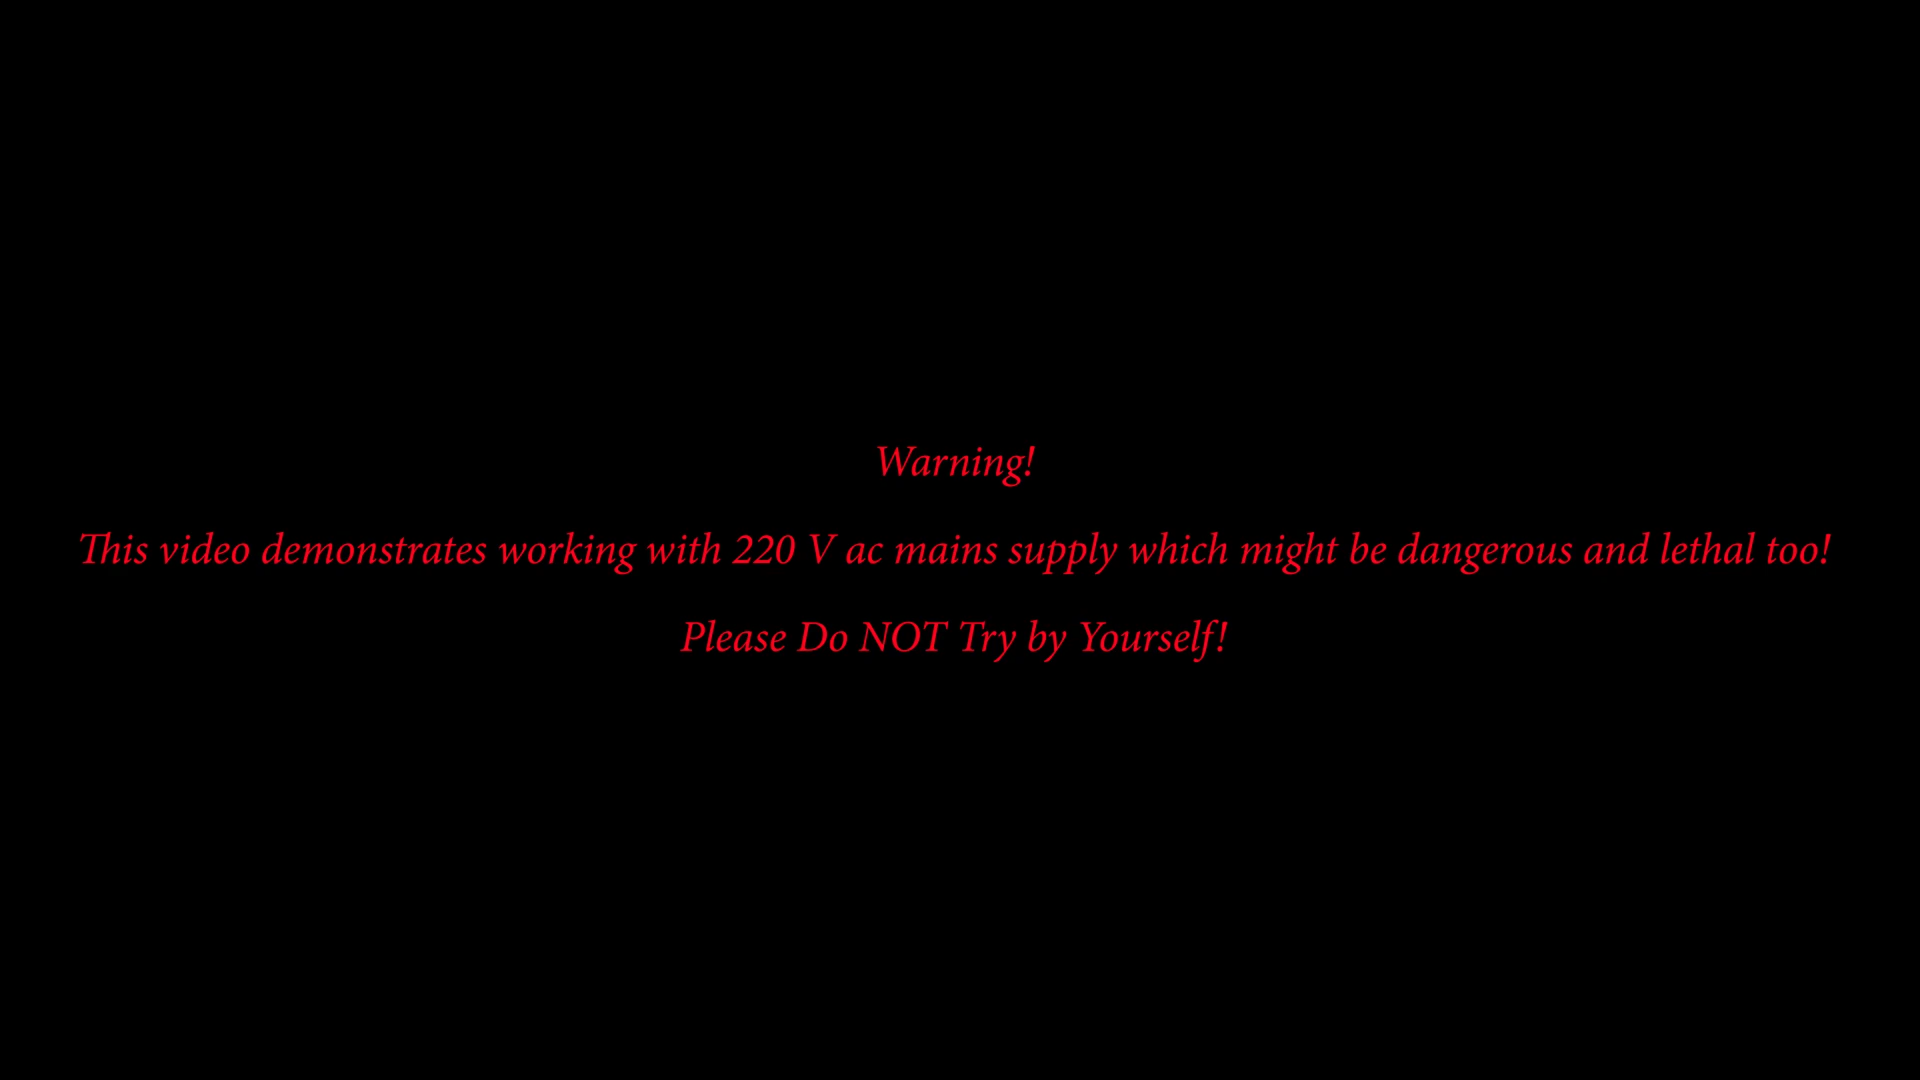 Warning!
This video demonstrates working with 220 V ac mains supply which might be dangerous and lethal too!
Please Do NOT Try by Yourself!